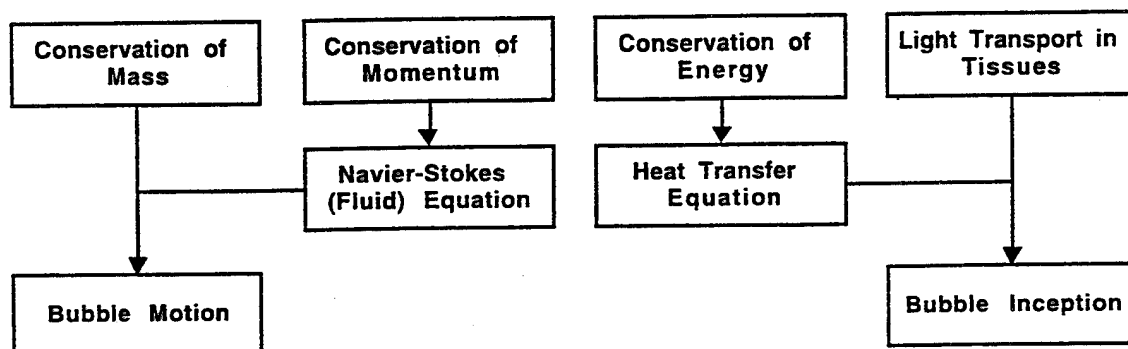 Conservation of
Mass
Conservation of
Momentum
Conservation of
Energy
Light Transport in
Tissues
Navier-Stokes
(Fluid) Equation
Heat Transfer
Equation
Bubble Motion
Bubble Inception